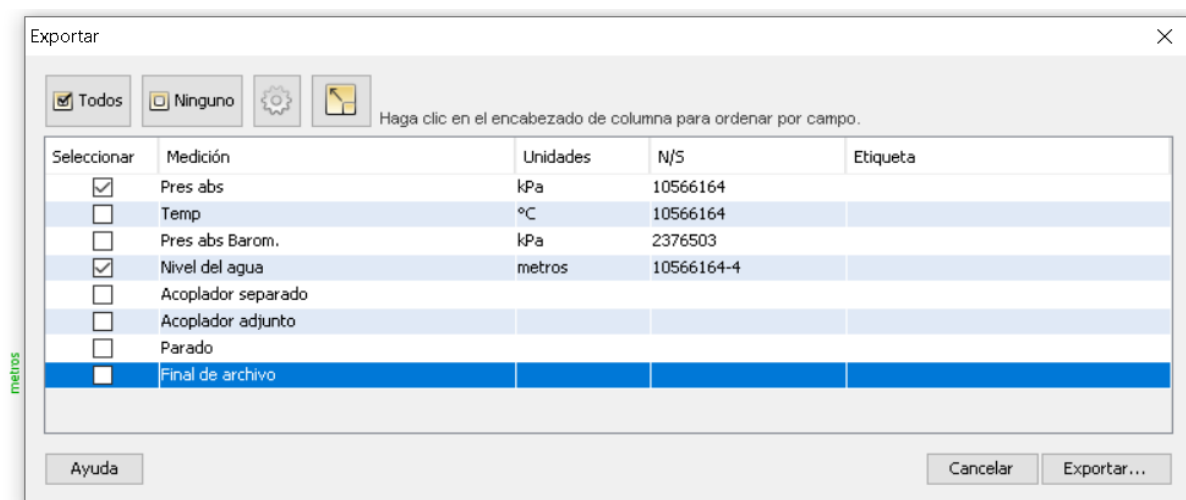 Exportar
Todos Ninguno Haga clic en el encabezado de columna para ordenar por campo.
Seleccionar Medición Unidades N/S Etiqueta
Pres abs kPa 10566164
Temp °C 10566164
Pres abs Barom. kPa 2376503
Nivel del agua metros 10566164-4
Acoplador separado
Acoplador adjunto
Parado
Final de archivo
metros
Ayuda Cancelar Exportar...